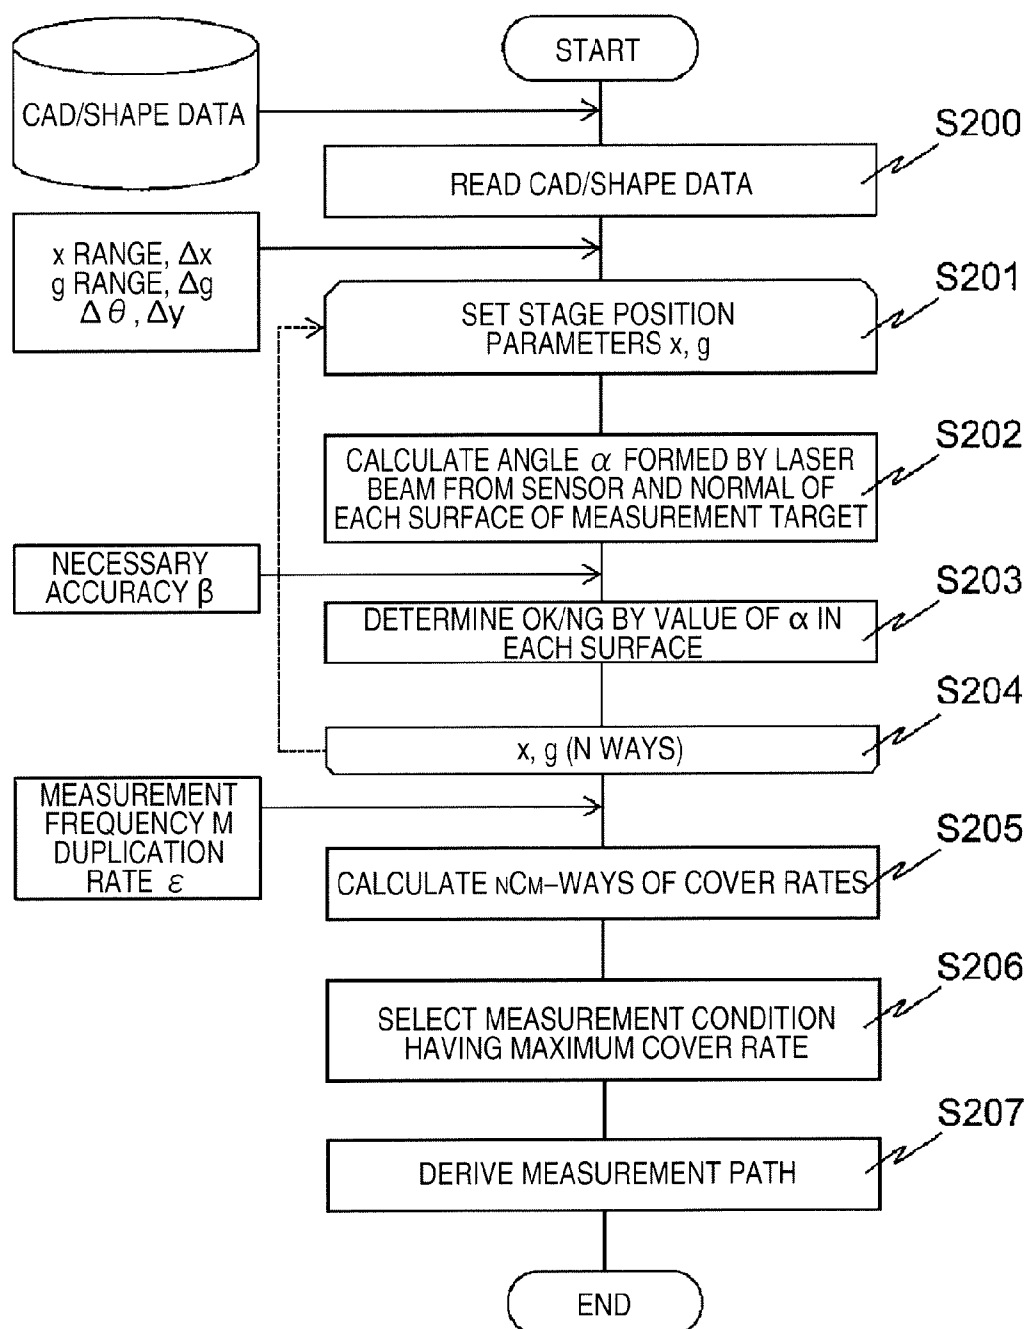 START
CAD/SHAPE DATA
S200
READ CAD/SHAPE DATA
x RANGE, Δx
g RANGE, Δg
Δθ, Δy
S201
SET STAGE POSITION
PARAMETERS x, g
S202
CALCULATE ANGLE α FORMED BY LASER
BEAM FROM SENSOR AND NORMAL OF
EACH SURFACE OF MEASUREMENT TARGET
NECESSARY
ACCURACY β
S203
DETERMINE OK/NG BY VALUE OF α IN
EACH SURFACE
S204
x, g (N WAYS)
MEASUREMENT
FREQUENCY M
DUPLICATION
RATE ε
S205
CALCULATE NCM-WAYS OF COVER RATES
S206
SELECT MEASUREMENT CONDITION
HAVING MAXIMUM COVER RATE
S207
DERIVE MEASUREMENT PATH
END